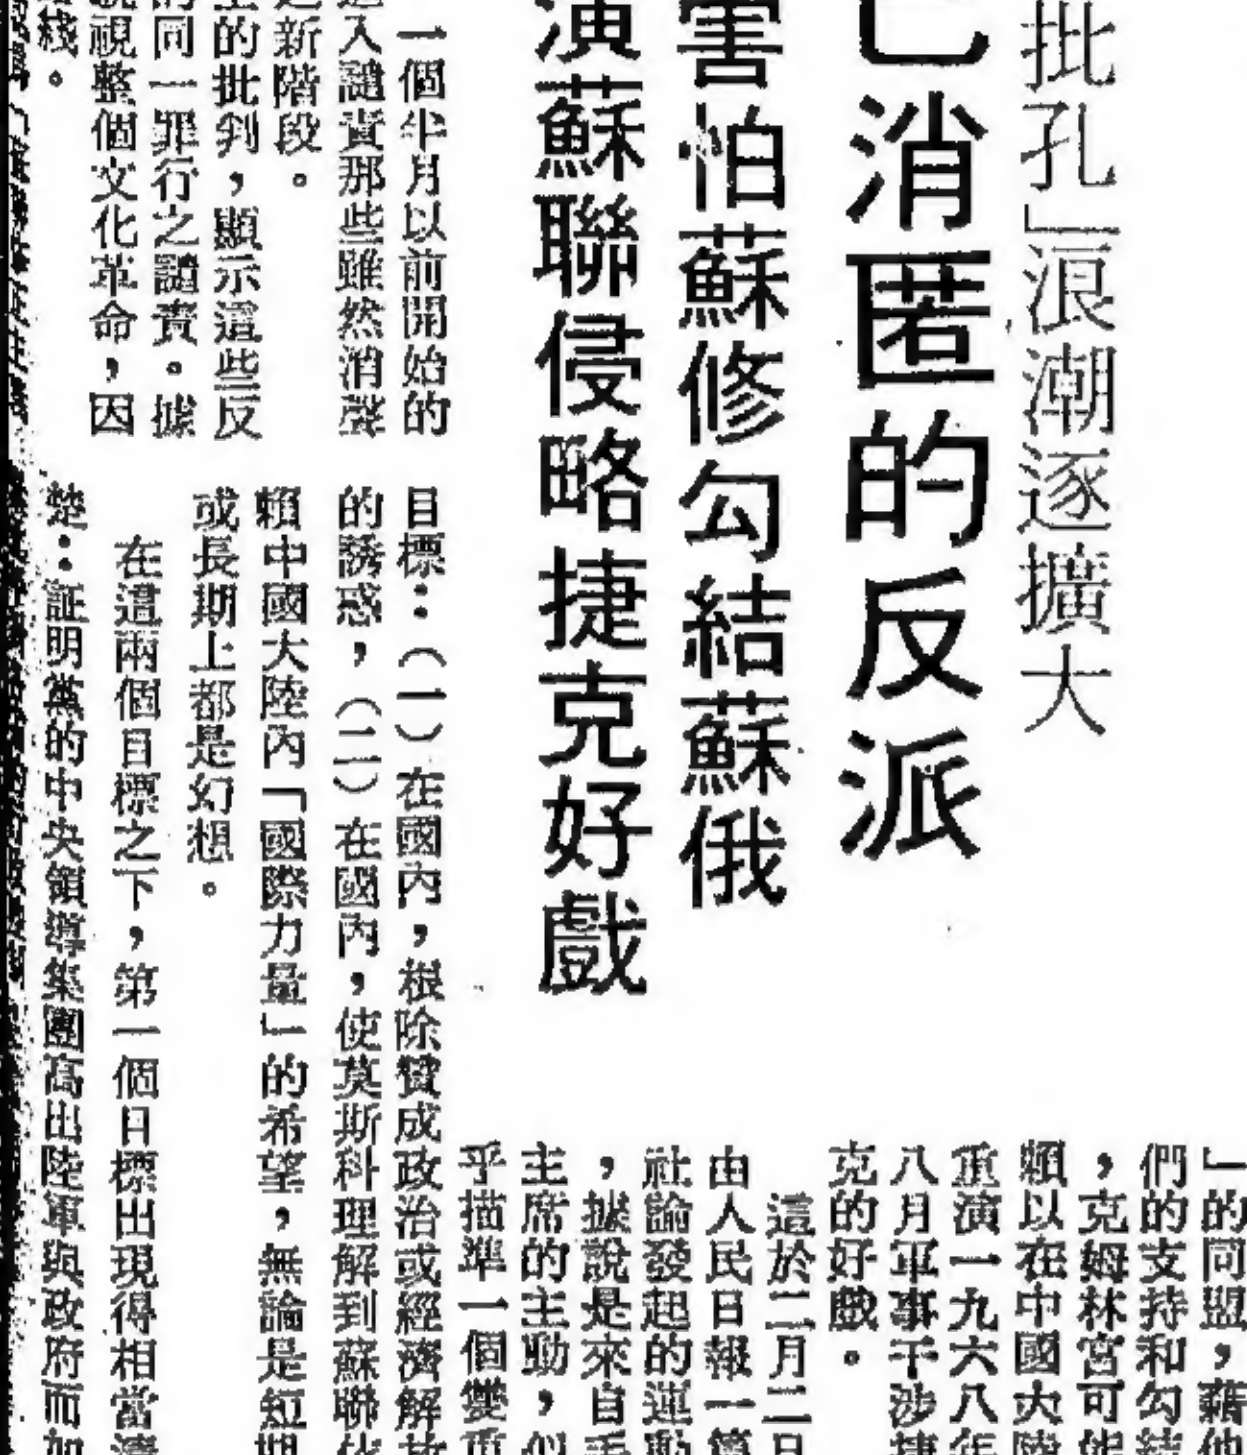 批孔」浪潮逐擴大
已消匿的反派
害怕蘇修勾結蘇俄
演蘇聯侵略捷克好戲
」的同盟，藉他
們的支持和勾結
，克姆林宮可能
賴以在中國大陸
重演一九六八年
八月軍事干涉捷
克的好戲。
這於二月二日
由人民日報一篇
社論發起的運動
，據說是來自毛
主席的主動，似
乎描準一個雙重
一個半月以前開始的
進入譴責那些雖然消聲
新階段。
的批判，顯示這些反
的同一罪行之譴責。據
視整個文化革命，因
綫。
目標：（一）在國內，根除贊成政治或經濟解放
的誘惑，（二）在國內，使莫斯科理解到蘇聯依
賴中國大陸內「國際力量」的希望，無論是短期
或長期上都是幻想。
在這兩個目標之下，第一個目標出現得相當清
楚：証明黨的中央領導集團高出陸軍與政府而加